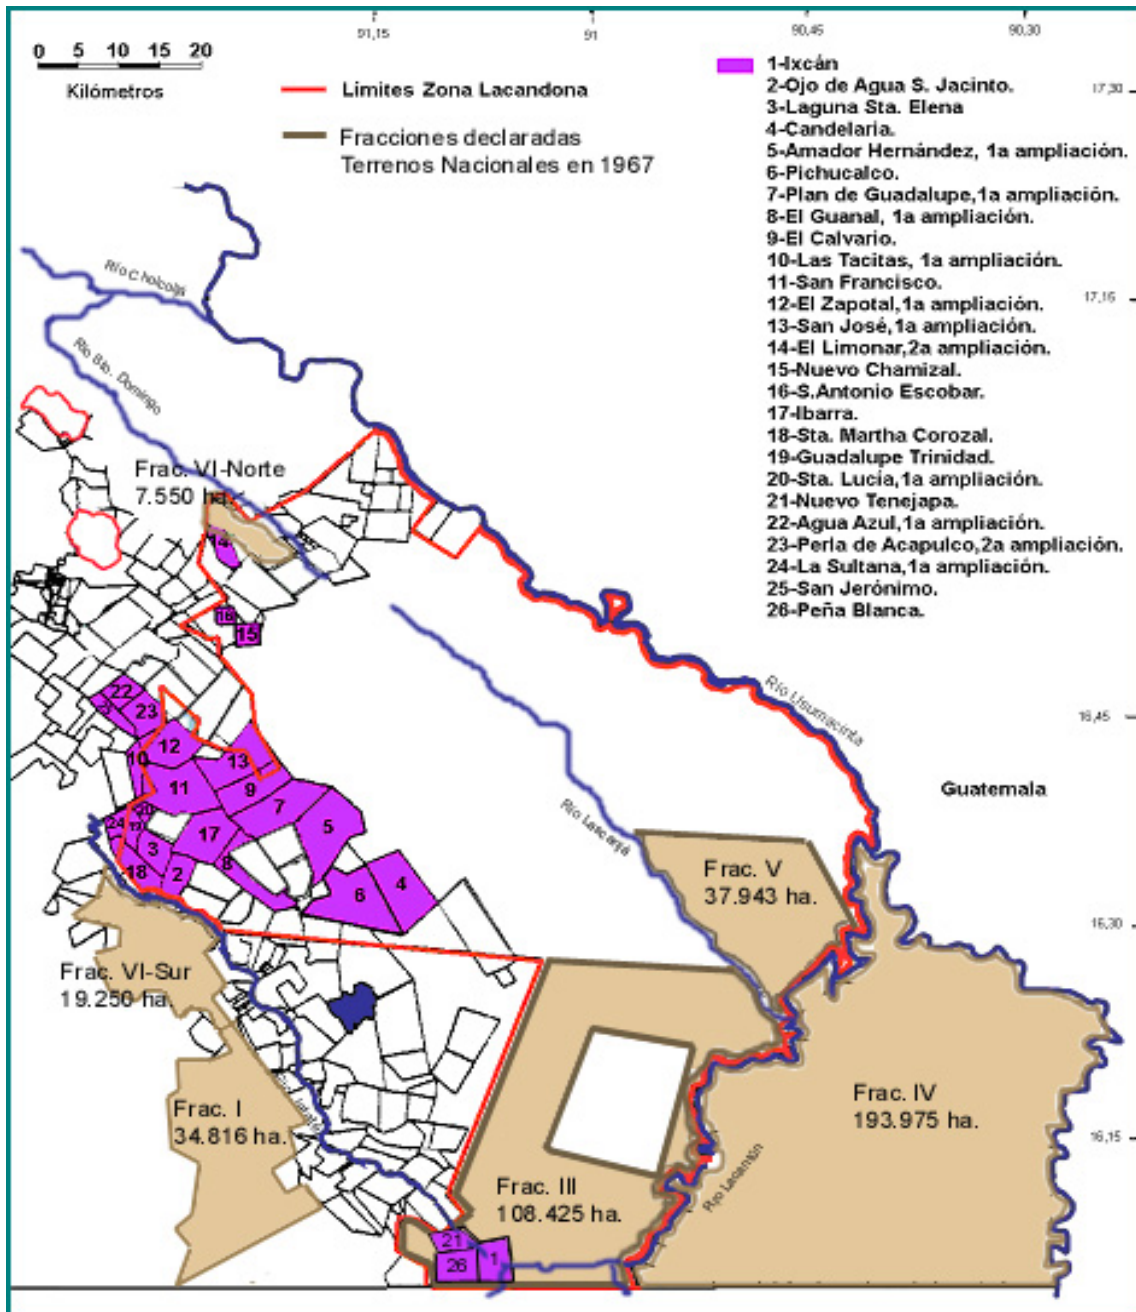 91,15
91
90,45
90,30
0 5 10 15 20
Kilómetros
Limites Zona Lacandona
Fracciones declaradas
Terrenos Nacionales en 1967
1-Ixcán
2-Ojo de Agua S. Jacinto.
3-Laguna Sta. Elena
4-Candelaria.
5-Amador Hernández, 1a ampliación.
6-Pichucalco.
7-Plan de Guadalupe,1a ampliación.
8-El Guanal, 1a ampliación.
9-El Calvario.
10-Las Tacitas, 1a ampliación.
11-San Francisco.
12-El Zapotal,1a ampliación.
13-San José,1a ampliación.
14-El Limonar,2a ampliación.
15-Nuevo Chamizal.
16-S.Antonio Escobar.
17-Ibarra.
18-Sta. Martha Corozal.
19-Guadalupe Trinidad.
20-Sta. Lucía,1a ampliación.
21-Nuevo Tenejapa.
22-Agua Azul,1a ampliación.
23-Perla de Acapulco,2a ampliación.
24-La Sultana,1a ampliación.
25-San Jerónimo.
26-Peña Blanca.
17,30
17,15
16,45
16,30
16,15
Río Sto. Domingo
Frac. VI-Norte
7.550 ha.
14
16
15
22
23
12
10
13
11
9
7
5
20
24
19
17
3
8
18
2
6
4
Río Usumacinta
Guatemala
Río Lacanjá
Frac. V
37.943 ha.
Frac. VI-Sur
19.250 ha.
Frac. I
34.816 ha.
Frac. IV
193.975 ha.
Frac. III
108.425 ha.
Río Lacantún
21
26
1